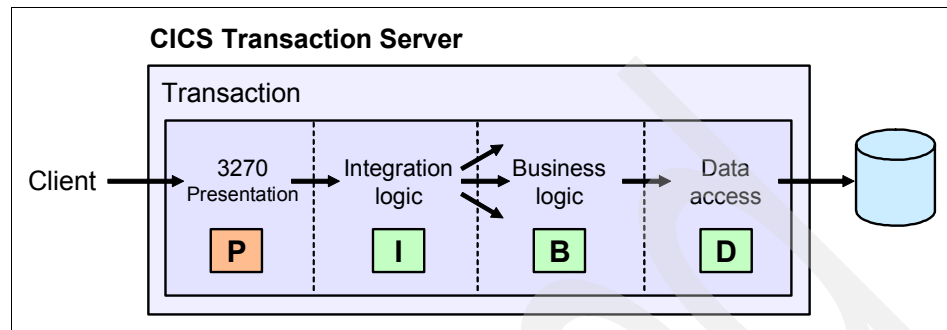 CICS Transaction Server
Transaction
Client
3270
Presentation
Integration
logic
Business
logic
Data
access
P
I
B
D